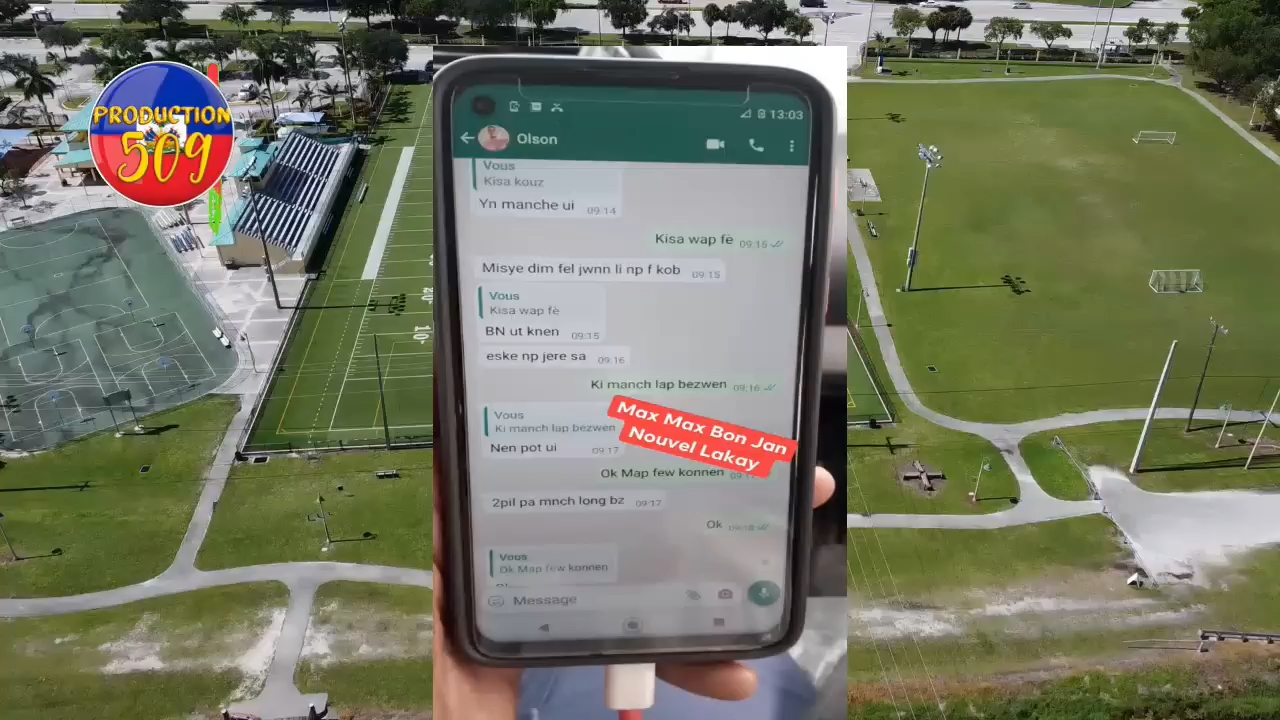 PRODUCTION
509
13:03
Olson
Vous
Kisa kouz
Yn manche ui 09:14
Kisa wap fè 09:16
Misye dim fel jwnn li np f kob 09:15
Vous
Kisa wap fè
BN ut knen 09:15
eske np jere sa 09:16
Ki manch lap bezwen 09:16
Vous
Ki manch lap bezwen
Nen pot ui 09:17
Max Max Bon Jan
Nouvel Lakay
Ok Map few konnen 09:17
2pil pa mnch long bz 09:17
Ok 09:18
Vous
Ok Map few konnen
Message